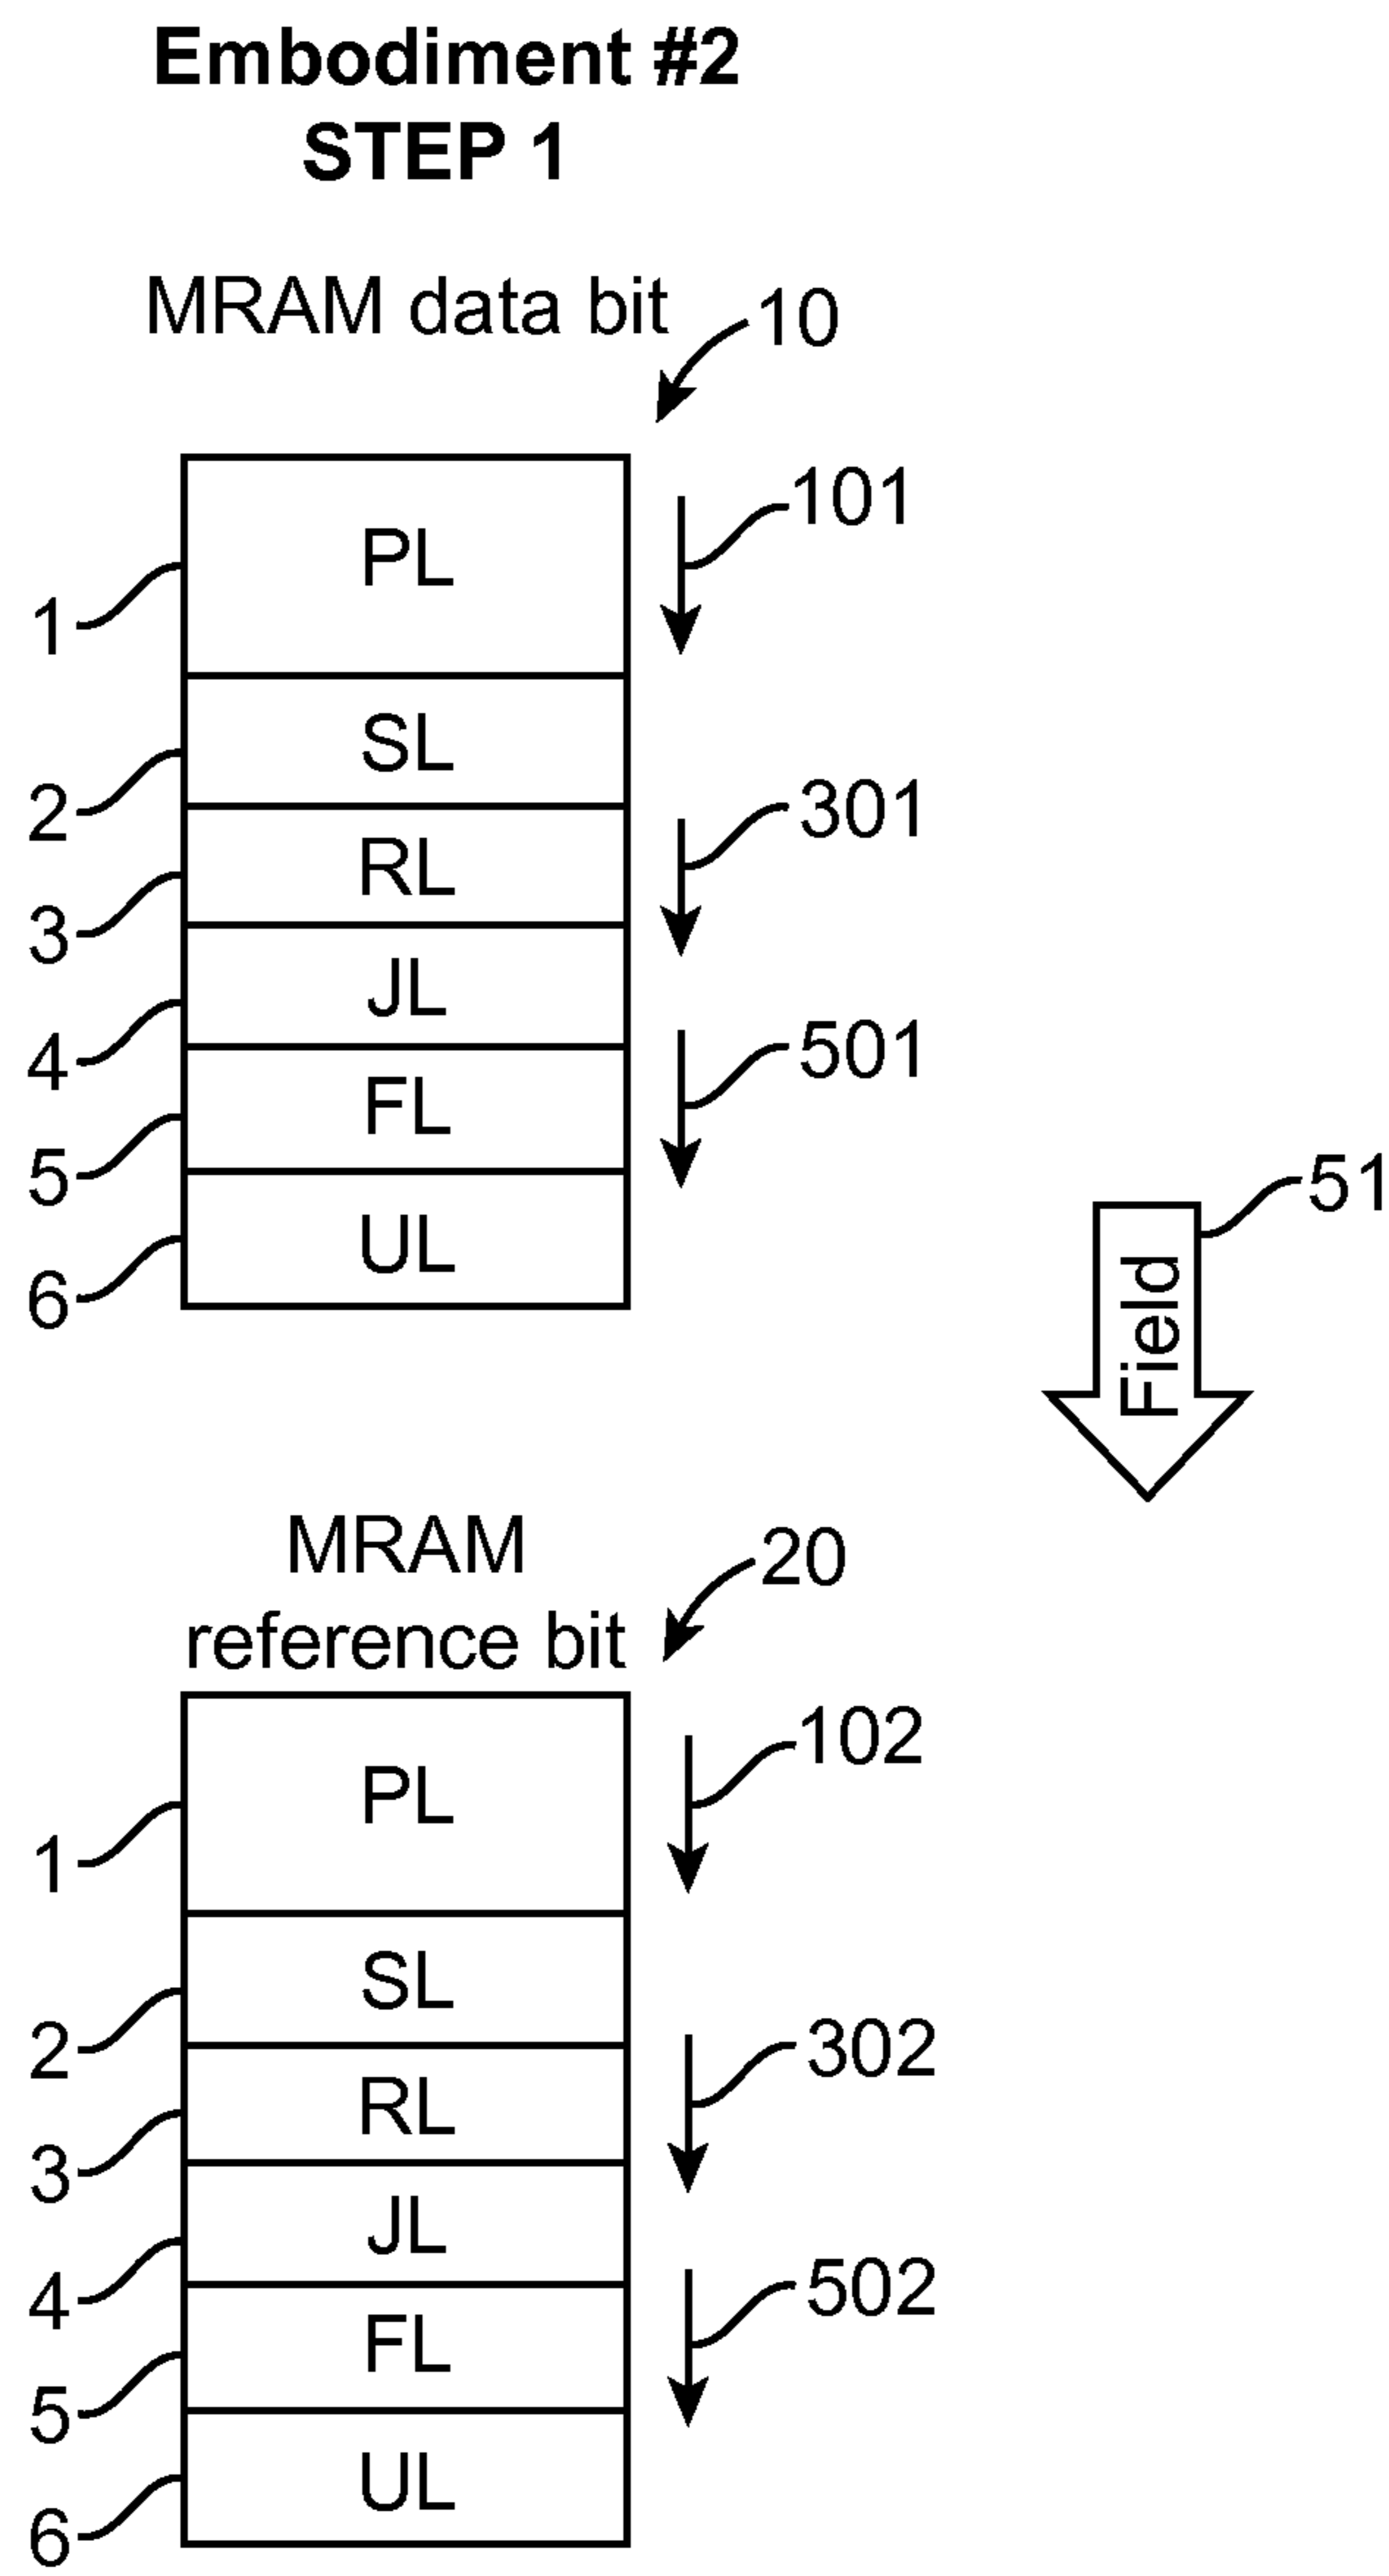 Embodiment #2
STEP 1
MRAM data bit
10
PL
101
1
SL
2
RL
301
3
JL
4
FL
501
5
UL
6
51
Field
MRAM
reference bit
20
PL
102
1
SL
2
RL
302
3
JL
4
FL
502
5
UL
6